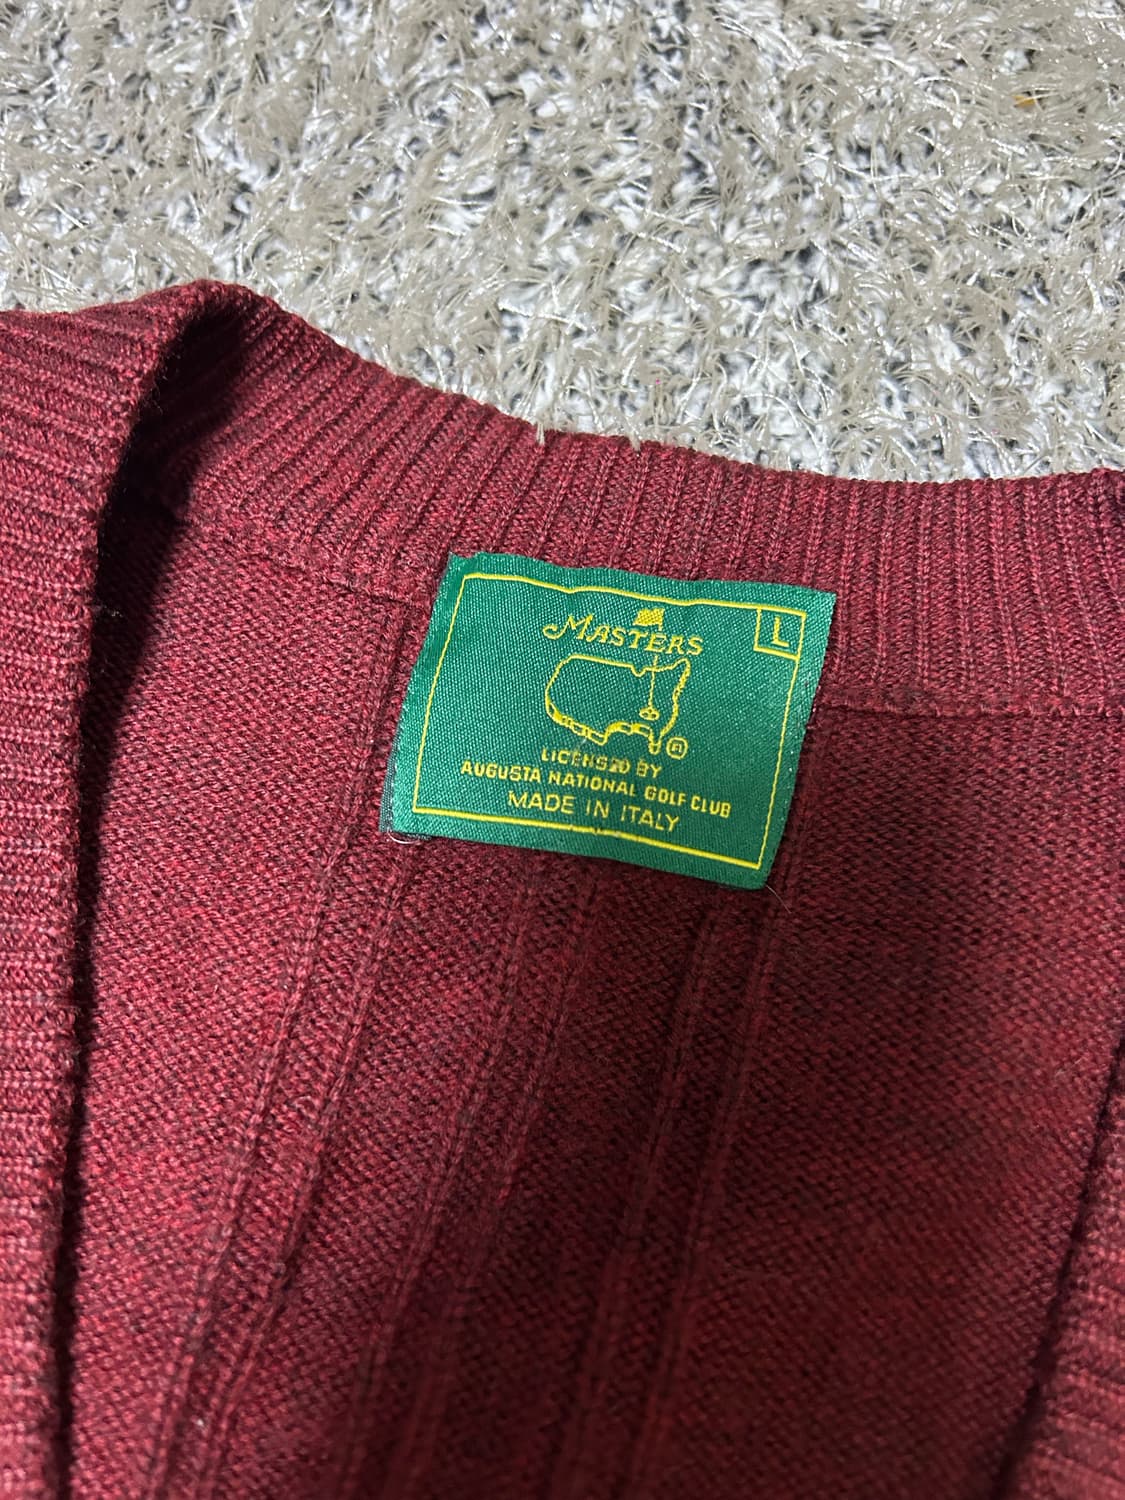 L
MASTERS
®
LICENSED BY
AUGUSTA NATIONAL GOLF CLUB
MADE IN ITALY